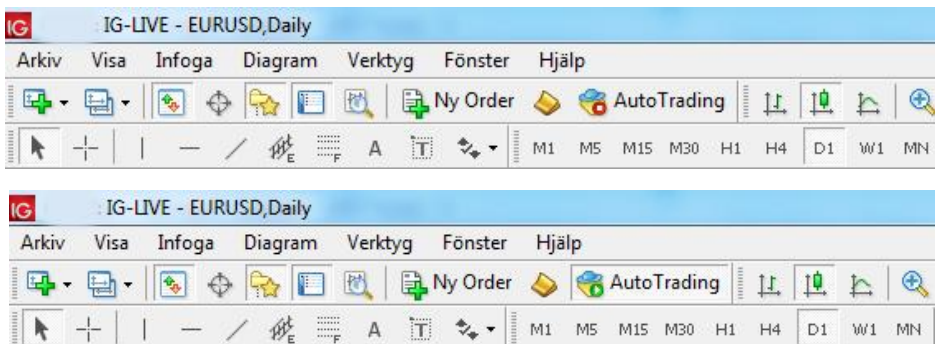 IG IG-LIVE - EURUSD,Daily
Arkiv Visa Infoga Diagram Verktyg Fönster Hjälp
Ny Order AutoTrading
E F A T M1 M5 M15 M30 H1 H4 D1 W1 MN
IG : IG-LIVE - EURUSD,Daily
Arkiv Visa Infoga Diagram Verktyg Fönster Hjälp
Ny Order AutoTrading
E F A T M1 M5 M15 M30 H1 H4 D1 W1 MN